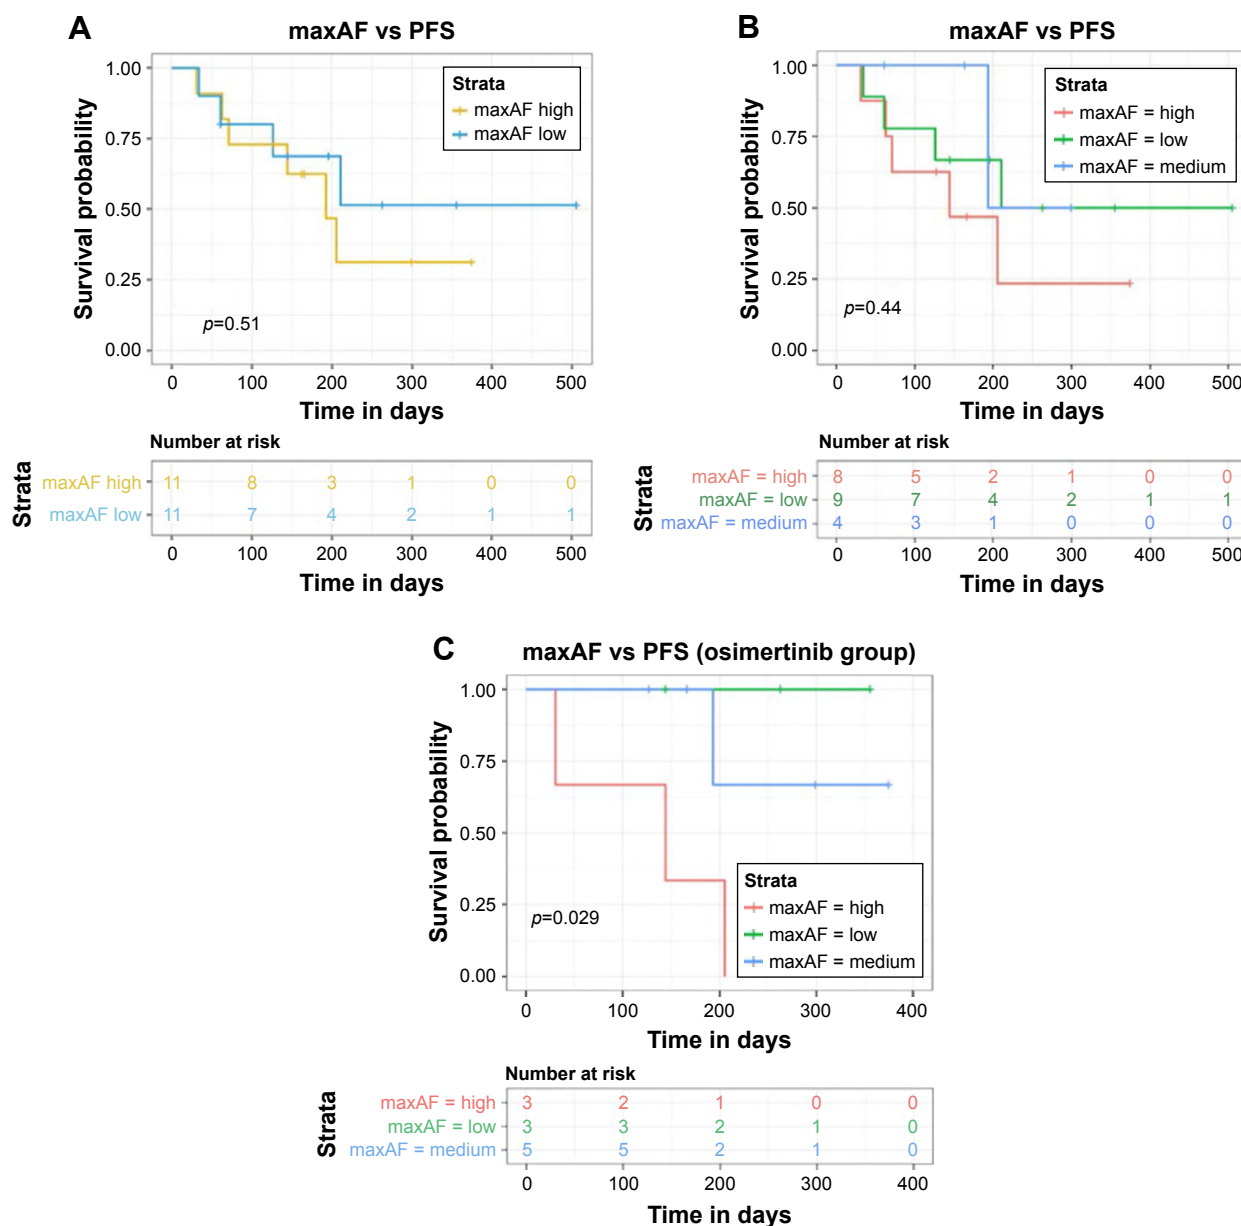 A
maxAF vs PFS
Survival probability
1.00
0.75
0.50
0.25
0.00
Strata
maxAF high
maxAF low
p=0.51
0 100 200 300 400 500
Time in days
Number at risk
Strata
maxAF high 11 8 3 1 0 0
maxAF low 11 7 4 2 1 1
0 100 200 300 400 500
Time in days
B
maxAF vs PFS
Survival probability
1.00
0.75
0.50
0.25
0.00
Strata
maxAF = high
maxAF = low
maxAF = medium
p=0.44
0 100 200 300 400 500
Time in days
Number at risk
Strata
maxAF = high 8 5 2 1 0 0
maxAF = low 9 7 4 2 1 1
maxAF = medium 4 3 1 0 0 0
0 100 200 300 400 500
Time in days
C
maxAF vs PFS (osimertinib group)
Survival probability
1.00
0.75
0.50
0.25
0.00
Strata
maxAF = high
maxAF = low
maxAF = medium
p=0.029
0 100 200 300 400
Time in days
Number at risk
Strata
maxAF = high 3 2 1 0 0
maxAF = low 3 3 2 1 0
maxAF = medium 5 5 2 1 0
0 100 200 300 400
Time in days